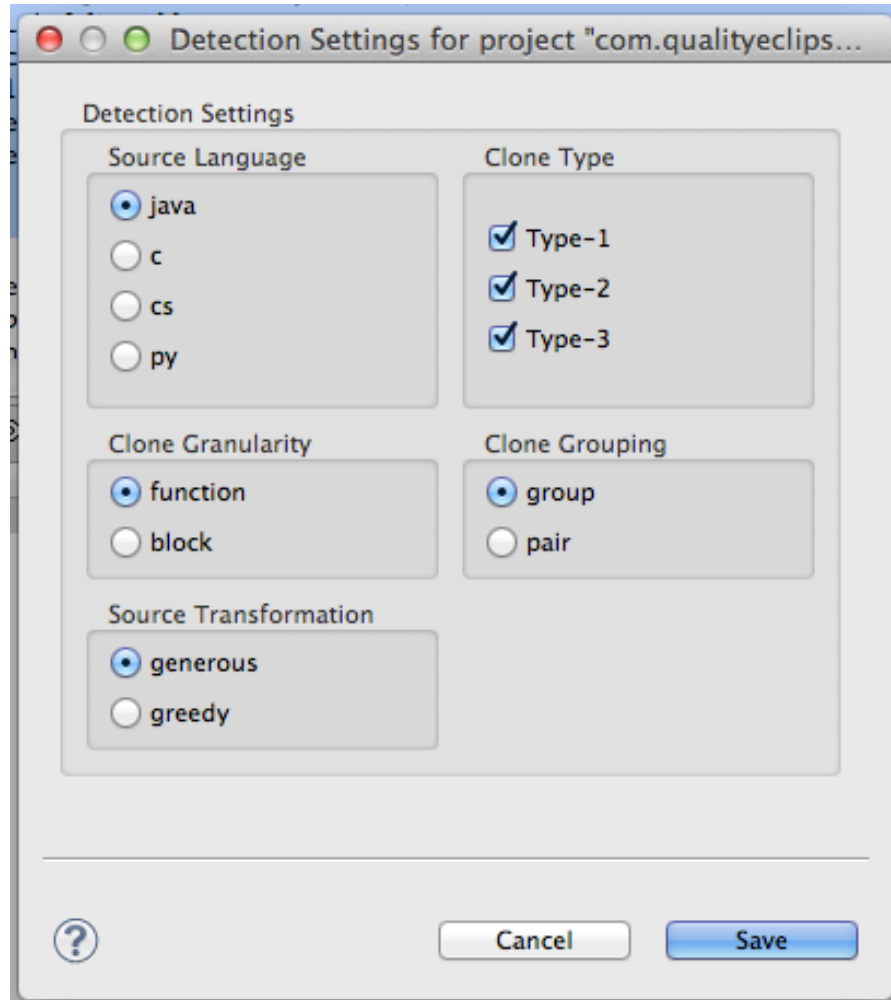 Detection Settings for project "com.qualityeclips...
Detection Settings
Source Language
java
c
cs
py
Clone Type
Type-1
Type-2
Type-3
Clone Granularity
function
block
Clone Grouping
group
pair
Source Transformation
generous
greedy
?
Cancel
Save